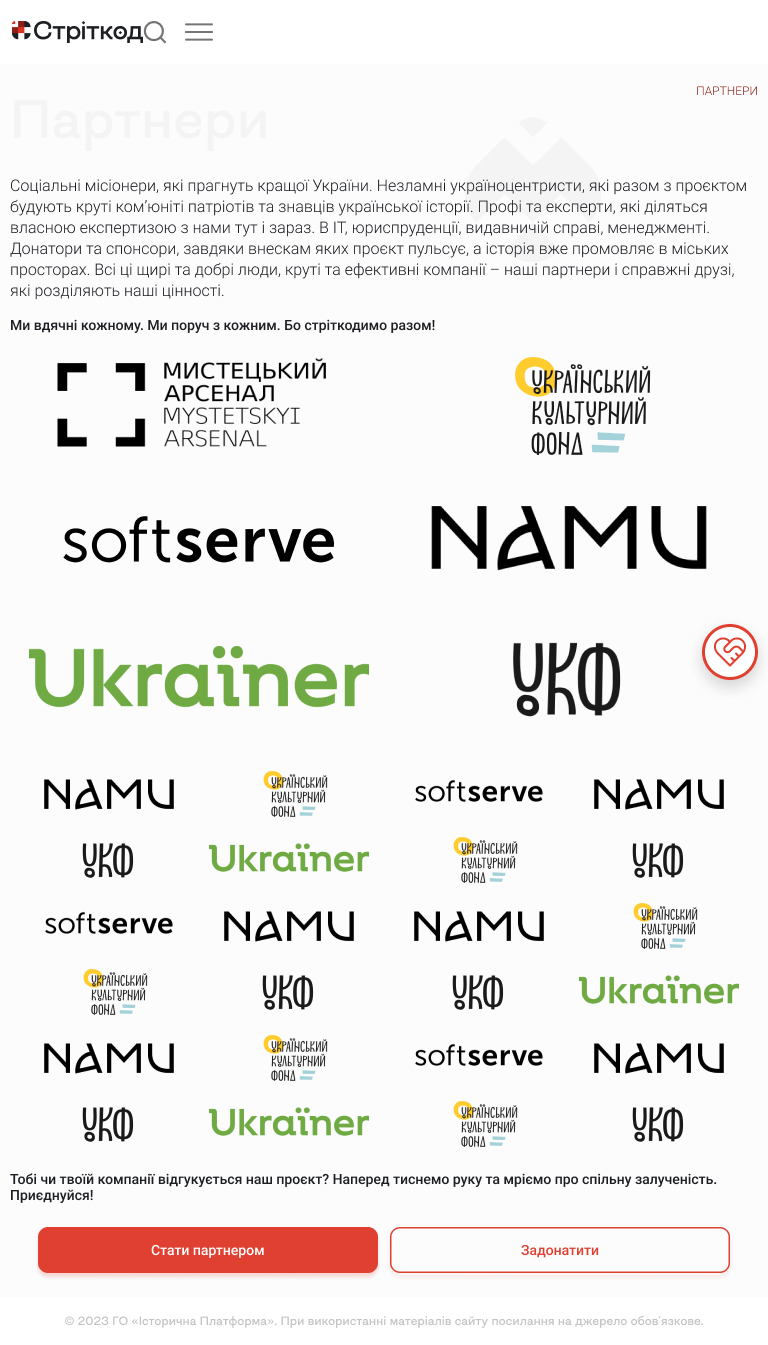 Стріткод
ПАРТНЕРИ
Партнери
Соціальні місіонери, які прагнуть кращої України. Незламні україноцентристи, які разом з проєктом
будують круті ком’юніті патріотів та знавців української історії. Профі та експерти, які діляться
власною експертизою з нами тут і зараз. В ІТ, юриспруденції, видавничій справі, менеджменті.
Донатори та спонсори, завдяки внескам яких проєкт пульсує, а історія вже промовляє в міських
просторах. Всі ці щирі та добрі люди, круті та ефективні компанії – наші партнери і справжні друзі,
які розділяють наші цінності.
Ми вдячні кожному. Ми поруч з кожним. Бо стріткодимо разом!
МИСТЕЦЬКИЙ
АРСЕНАЛ
MYSTETSKYI
ARSENAL
УКРАЇНСЬКИЙ
КУЛЬТУРНИЙ
ФОНД
softserve
NAMU
Ukraïner
УКФ
NAMU
УКРАЇНСЬКИЙ
КУЛЬТУРНИЙ
ФОНД
softserve
NAMU
УКФ
Ukraïner
УКРАЇНСЬКИЙ
КУЛЬТУРНИЙ
ФОНД
УКФ
softserve
NAMU
NAMU
УКРАЇНСЬКИЙ
КУЛЬТУРНИЙ
ФОНД
УКРАЇНСЬКИЙ
КУЛЬТУРНИЙ
ФОНД
УКФ
УКФ
Ukraïner
NAMU
УКРАЇНСЬКИЙ
КУЛЬТУРНИЙ
ФОНД
softserve
NAMU
УКФ
Ukraïner
УКРАЇНСЬКИЙ
КУЛЬТУРНИЙ
ФОНД
УКФ
Тобі чи твоїй компанії відгукується наш проєкт? Наперед тиснемо руку та мріємо про спільну залученість.
Приєднуйся!
Стати партнером
Задонатити
© 2023 ГО «Історична Платформа». При використанні матеріалів сайту посилання на джерело обов'язкове.